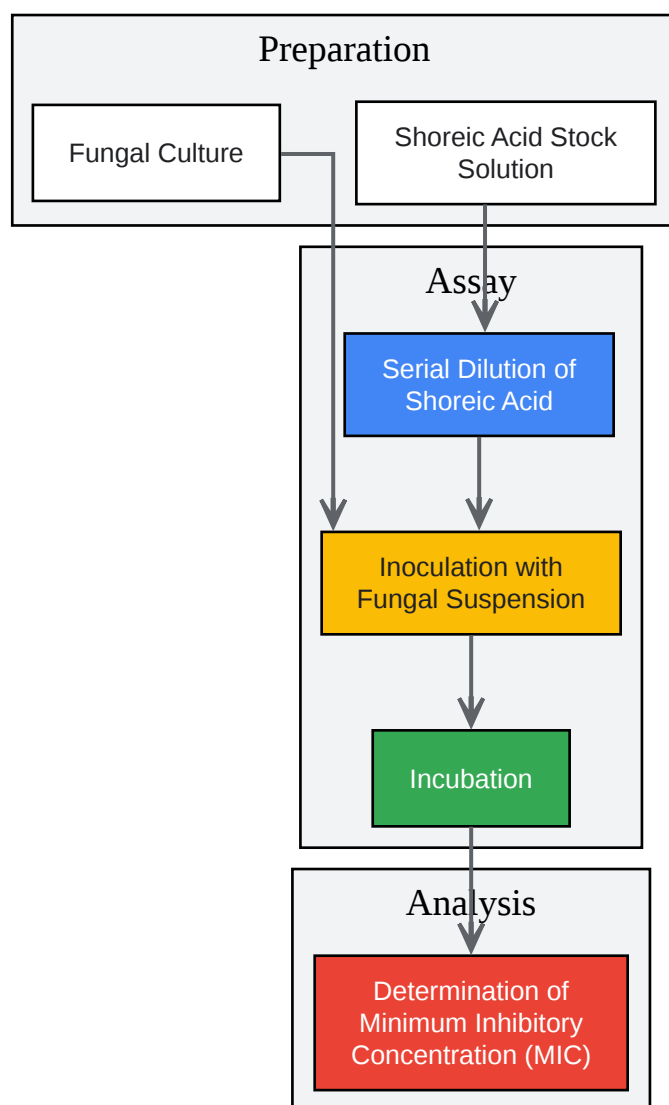 Preparation
Fungal Culture
Shoreic Acid Stock
Solution
Assay
Serial Dilution of
Shoreic Acid
Inoculation with
Fungal Suspension
Incubation
Analysis
Determination of
Minimum Inhibitory
Concentration (MIC)